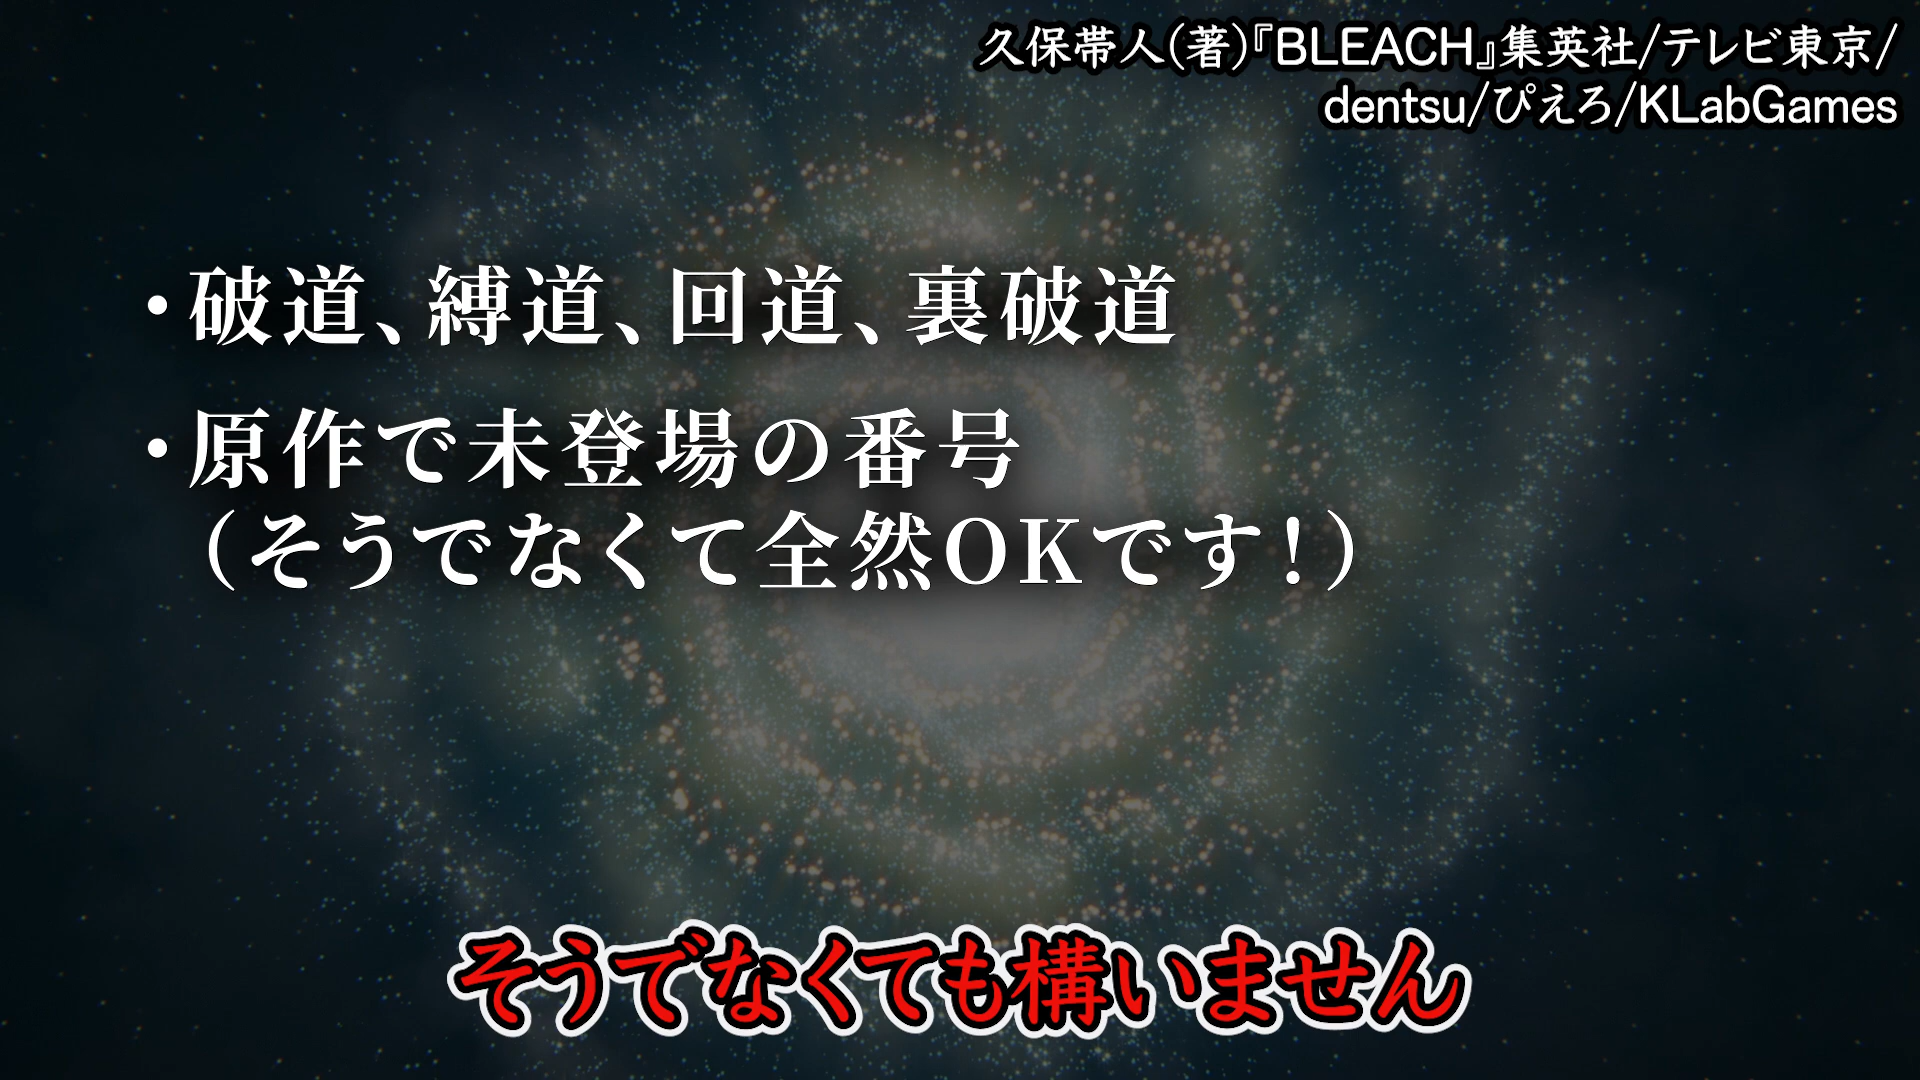 久保帯人(著)『BLEACH』集英社/テレビ東京/
dentsu/ぴえろ/KLabGames
・破道、縛道、回道、裏破道
・原作で未登場の番号
（そうでなくて全然OKです！）
そうでなくても構いません